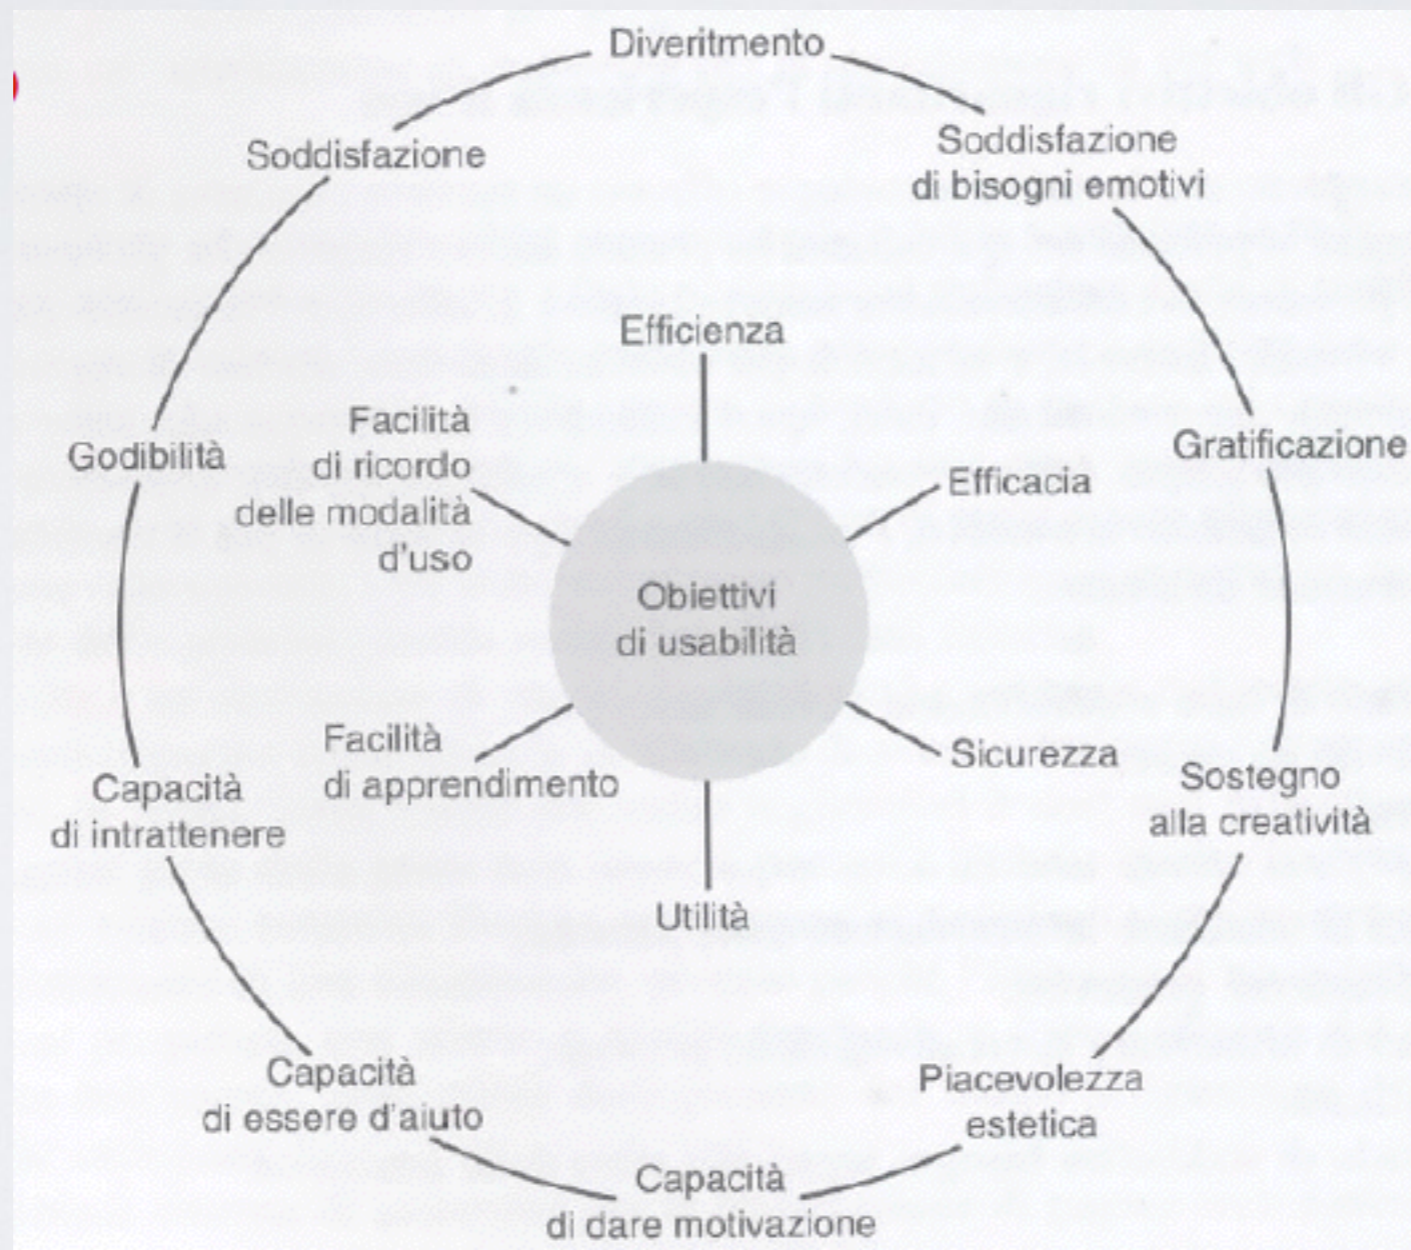 Diveritmento
Soddisfazione
Soddisfazione
di bisogni emotivi
Efficienza
Facilità
di ricordo
delle modalità
d'uso
Godibilità
Gratificazione
Efficacia
Obiettivi
di usabilità
Facilità
di apprendimento
Sicurezza
Capacità
di intrattenere
Sostegno
alla creatività
Utilità
Capacità
di essere d'aiuto
Piacevolezza
estetica
Capacità
di dare motivazione